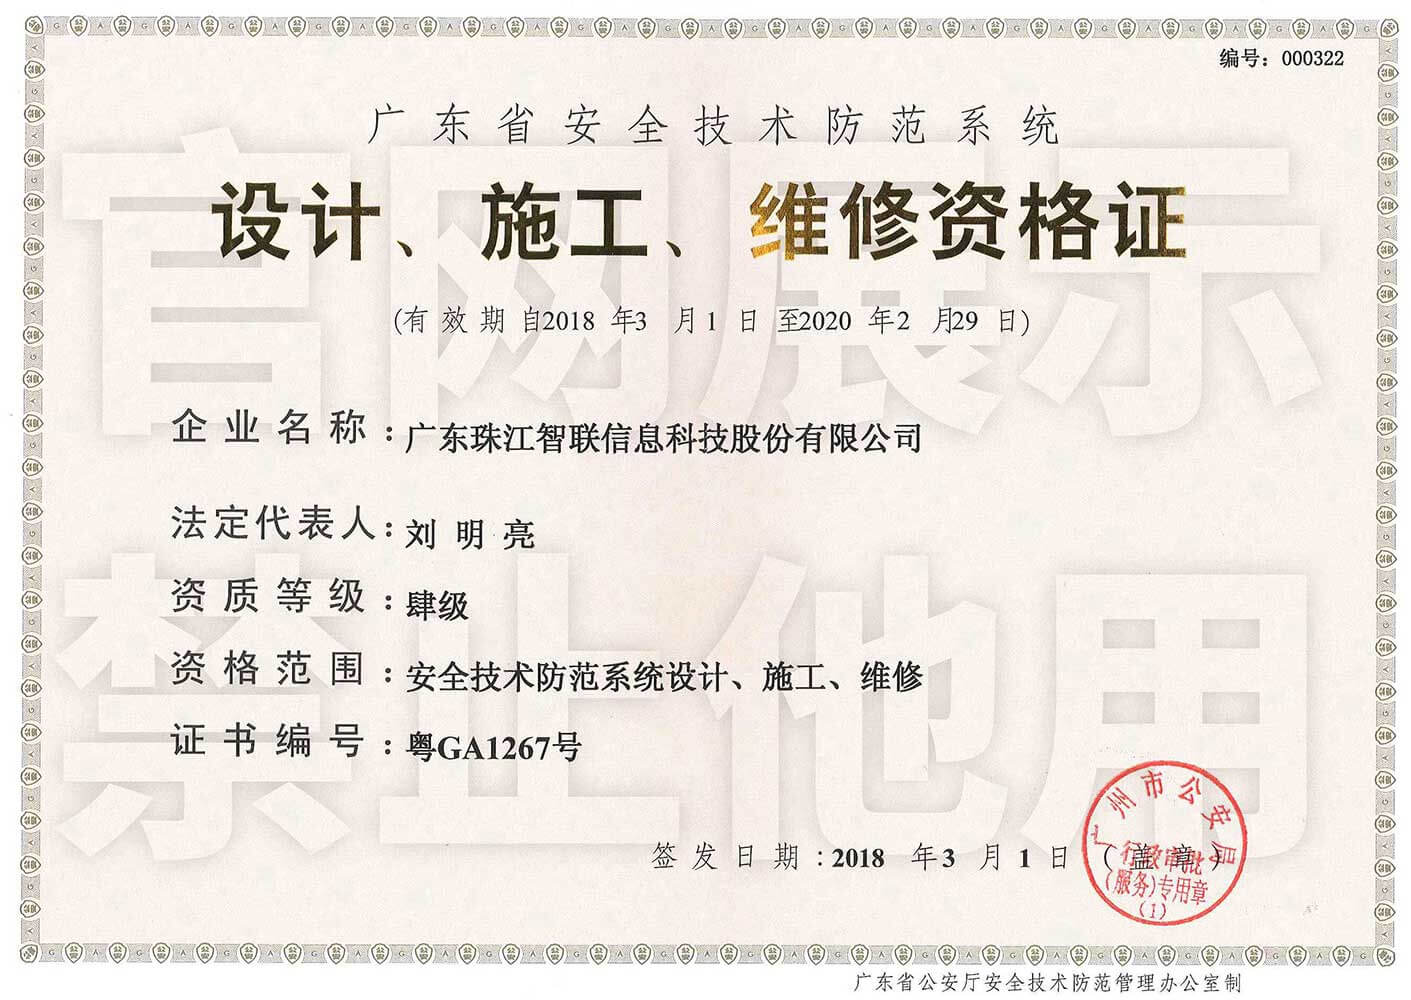 编号：000322
广东省安全技术防范系统
设计、施工、维修资格证
(有效期自2018年3月1日至2020年2月29日)
企业名称：广东珠江智联信息科技股份有限公司
法定代表人：刘明亮
资质等级：肆级
资格范围：安全技术防范系统设计、施工、维修
证书编号：粤GA1267号
签发日期：2018年3月1日（盖章）
广州市公安局
行政审批
(服务)专用章
(1)
广东省公安厅安全技术防范管理办公室制
官网展示
禁止他用